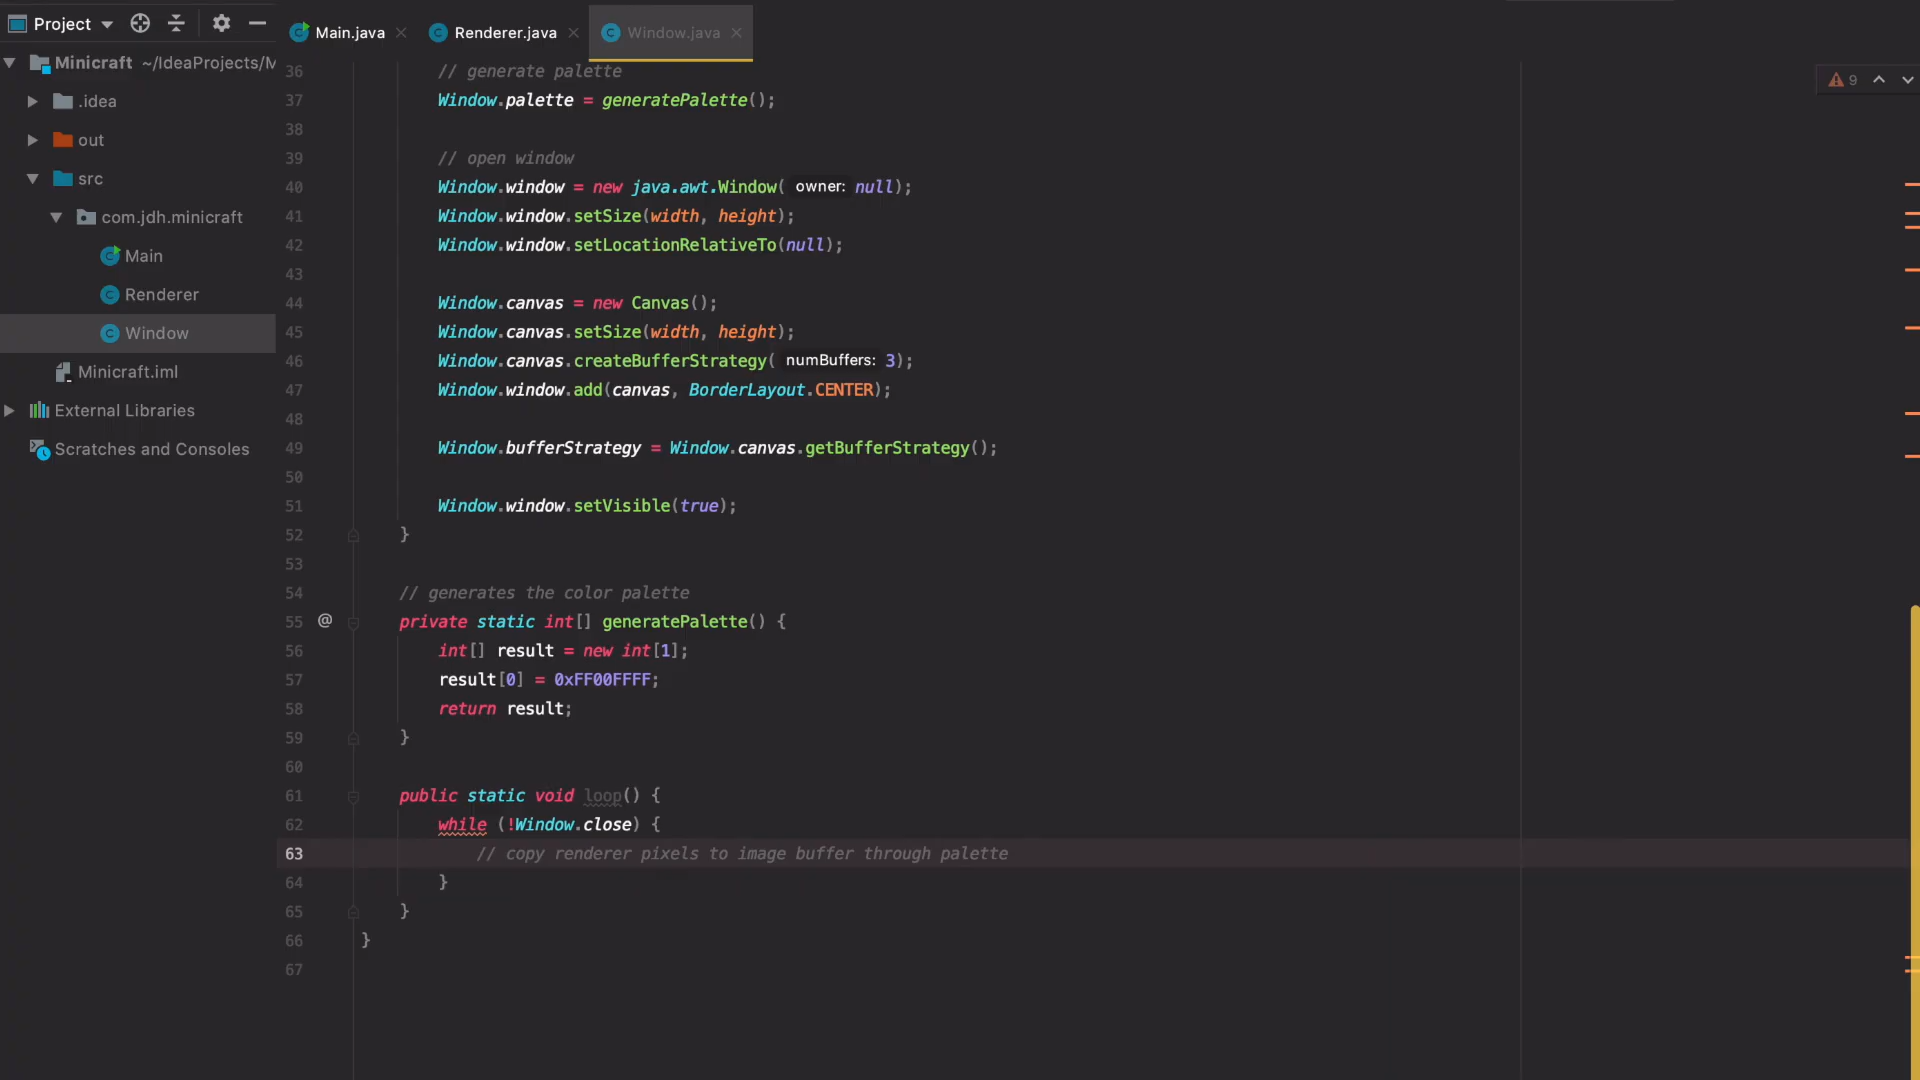 Project
Minicraft ~/IdeaProjects/M
.idea
out
src
com.jdh.minicraft
Main
Renderer
Window
Minicraft.iml
External Libraries
Scratches and Consoles
Main.java
Renderer.java
Window.java
9
36 // generate palette
37 Window.palette = generatePalette();
38
39 // open window
40 Window.window = new java.awt.Window( owner: null);
41 Window.window.setSize(width, height);
42 Window.window.setLocationRelativeTo(null);
43
44 Window.canvas = new Canvas();
45 Window.canvas.setSize(width, height);
46 Window.canvas.createBufferStrategy( numBuffers: 3);
47 Window.window.add(canvas, BorderLayout.CENTER);
48
49 Window.bufferStrategy = Window.canvas.getBufferStrategy();
50
51 Window.window.setVisible(true);
52 }
53
54 // generates the color palette
55 @ private static int[] generatePalette() {
56 int[] result = new int[1];
57 result[0] = 0xFF00FFFF;
58 return result;
59 }
60
61 public static void loop() {
62 while (!Window.close) {
63 // copy renderer pixels to image buffer through palette
64 }
65 }
66 }
67